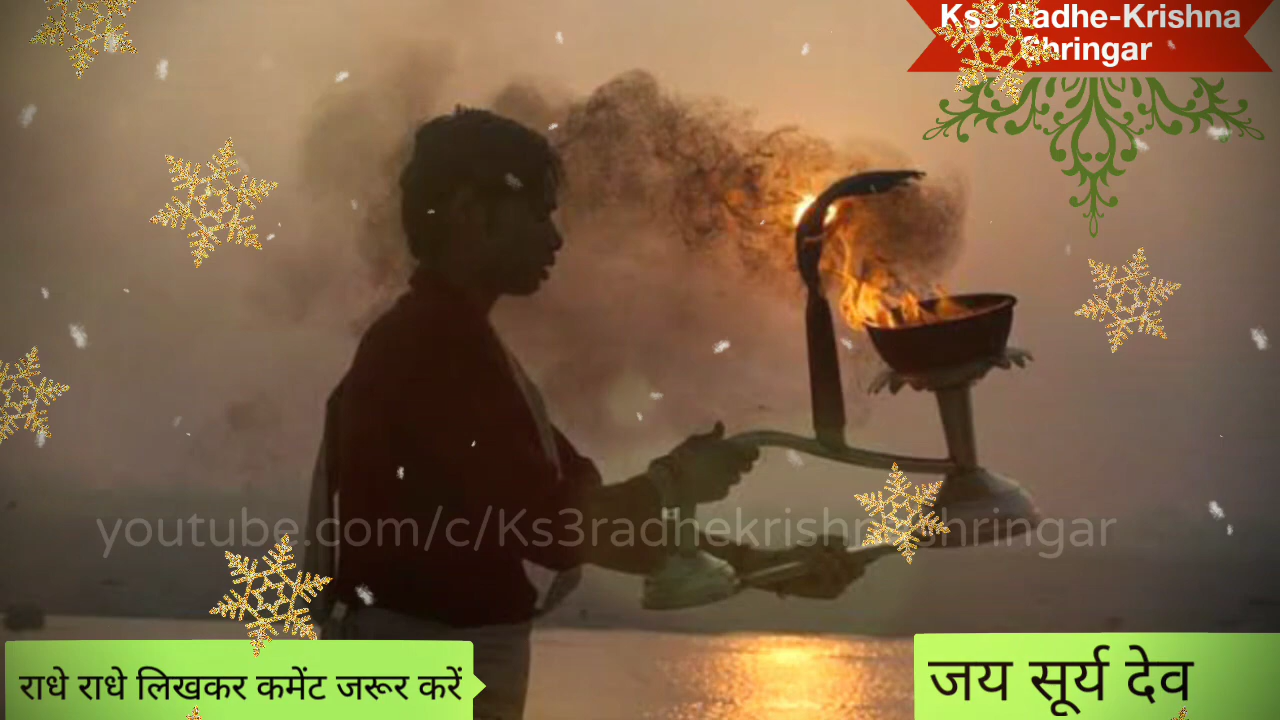 Ks3 Radhe-Krishna
Shringar
youtube.com/c/Ks3radhekrishnashringar
राधे राधे लिखकर कमेंट जरूर करें
जय सूर्य देव